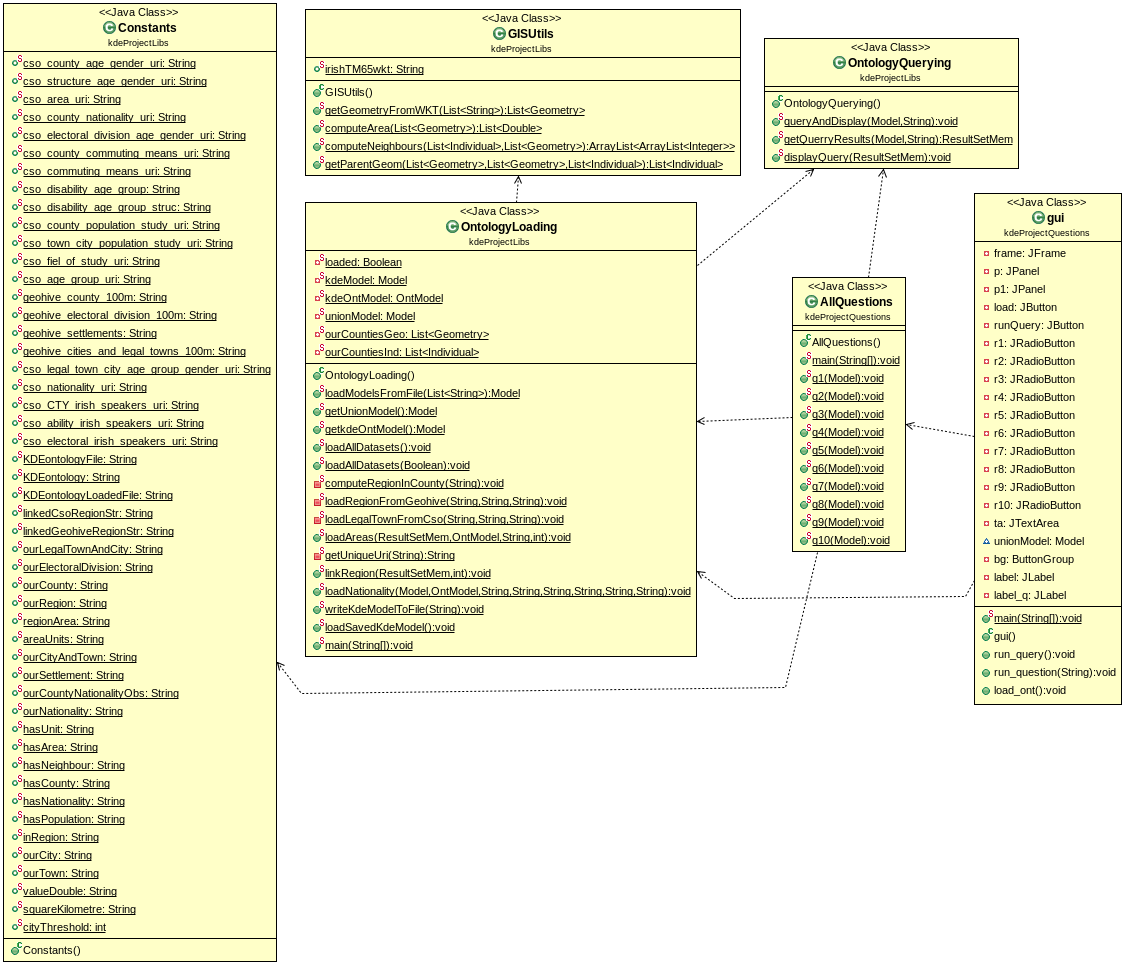 <<Java Class>>
Constants
kdeProjectLibs
cso_county_age_gender_uri: String
cso_structure_age_gender_uri: String
cso_area_uri: String
cso_county_nationality_uri: String
cso_electoral_division_age_gender_uri: String
cso_county_commuting_means_uri: String
cso_commuting_means_uri: String
cso_disability_age_group: String
cso_disability_age_group_struc: String
cso_county_population_study_uri: String
cso_town_city_population_study_uri: String
cso_fiel_of_study_uri: String
cso_age_group_uri: String
geohive_county_100m: String
geohive_electoral_division_100m: String
geohive_settlements: String
geohive_cities_and_legal_towns_100m: String
cso_legal_town_city_age_group_gender_uri: String
cso_nationality_uri: String
cso_CTY_irish_speakers_uri: String
cso_ability_irish_speakers_uri: String
cso_electoral_irish_speakers_uri: String
KDEontologyFile: String
KDEontology: String
KDEontologyLoadedFile: String
linkedCsoRegionStr: String
linkedGeohiveRegionStr: String
ourLegalTownAndCity: String
ourElectoralDivision: String
ourCounty: String
ourRegion: String
regionArea: String
areaUnits: String
ourCityAndTown: String
ourSettlement: String
ourCountyNationalityObs: String
ourNationality: String
hasUnit: String
hasArea: String
hasNeighbour: String
hasCounty: String
hasNationality: String
hasPopulation: String
inRegion: String
ourCity: String
ourTown: String
valueDouble: String
squareKilometre: String
cityThreshold: int
Constants()
<<Java Class>>
GISUtils
kdeProjectLibs
irishTM65wkt: String
GISUtils()
getGeometryFromWKT(List<String>):List<Geometry>
computeArea(List<Geometry>):List<Double>
computeNeighbours(List<Individual>,List<Geometry>):ArrayList<ArrayList<Integer>>
getParentGeom(List<Geometry>,List<Geometry>,List<Individual>):List<Individual>
<<Java Class>>
OntologyLoading
kdeProjectLibs
loaded: Boolean
kdeModel: Model
kdeOntModel: OntModel
unionModel: Model
ourCountiesGeo: List<Geometry>
ourCountiesInd: List<Individual>
OntologyLoading()
loadModelsFromFile(List<String>):Model
getUnionModel():Model
getkdeOntModel():Model
loadAllDatasets():void
loadAllDatasets(Boolean):void
computeRegionInCounty(String):void
loadRegionFromGeohive(String,String,String):void
loadLegalTownFromCso(String,String,String):void
loadAreas(ResultSetMem,OntModel,String,int):void
getUniqueUri(String):String
linkRegion(ResultSetMem,int):void
loadNationality(Model,OntModel,String,String,String,String,String,String):void
writeKdeModelToFile(String):void
loadSavedKdeModel():void
main(String[]):void
<<Java Class>>
OntologyQuerying
kdeProjectLibs
OntologyQuerying()
queryAndDisplay(Model,String):void
getQuerryResults(Model,String):ResultSetMem
displayQuery(ResultSetMem):void
<<Java Class>>
AllQuestions
kdeProjectQuestions
AllQuestions()
main(String[]):void
q1(Model):void
q2(Model):void
q3(Model):void
q4(Model):void
q5(Model):void
q6(Model):void
q7(Model):void
q8(Model):void
q9(Model):void
q10(Model):void
<<Java Class>>
gui
kdeProjectQuestions
frame: JFrame
p: JPanel
p1: JPanel
load: JButton
runQuery: JButton
r1: JRadioButton
r2: JRadioButton
r3: JRadioButton
r4: JRadioButton
r5: JRadioButton
r6: JRadioButton
r7: JRadioButton
r8: JRadioButton
r9: JRadioButton
r10: JRadioButton
ta: JTextArea
unionModel: Model
bg: ButtonGroup
label: JLabel
label_q: JLabel
main(String[]):void
gui()
run_query():void
run_question(String):void
load_ont():void